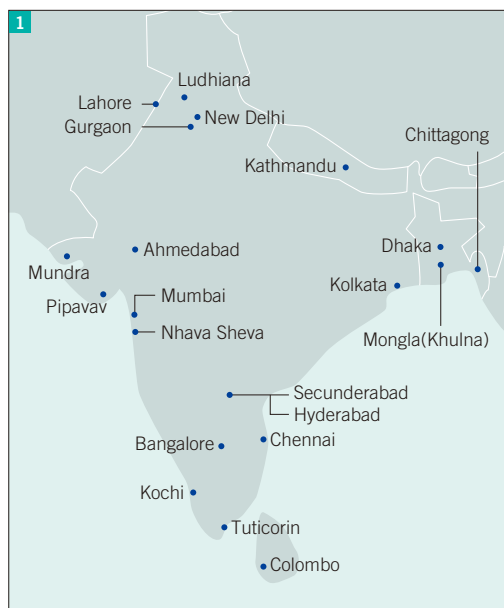 1
Ludhiana
Lahore
New Delhi
Gurgaon
Chittagong
Kathmandu
Dhaka
Ahmedabad
Mundra
Kolkata
Pipavav
Mumbai
Nhava Sheva
Mongla(Khulna)
Secunderabad
Hyderabad
Chennai
Bangalore
Kochi
Tuticorin
Colombo